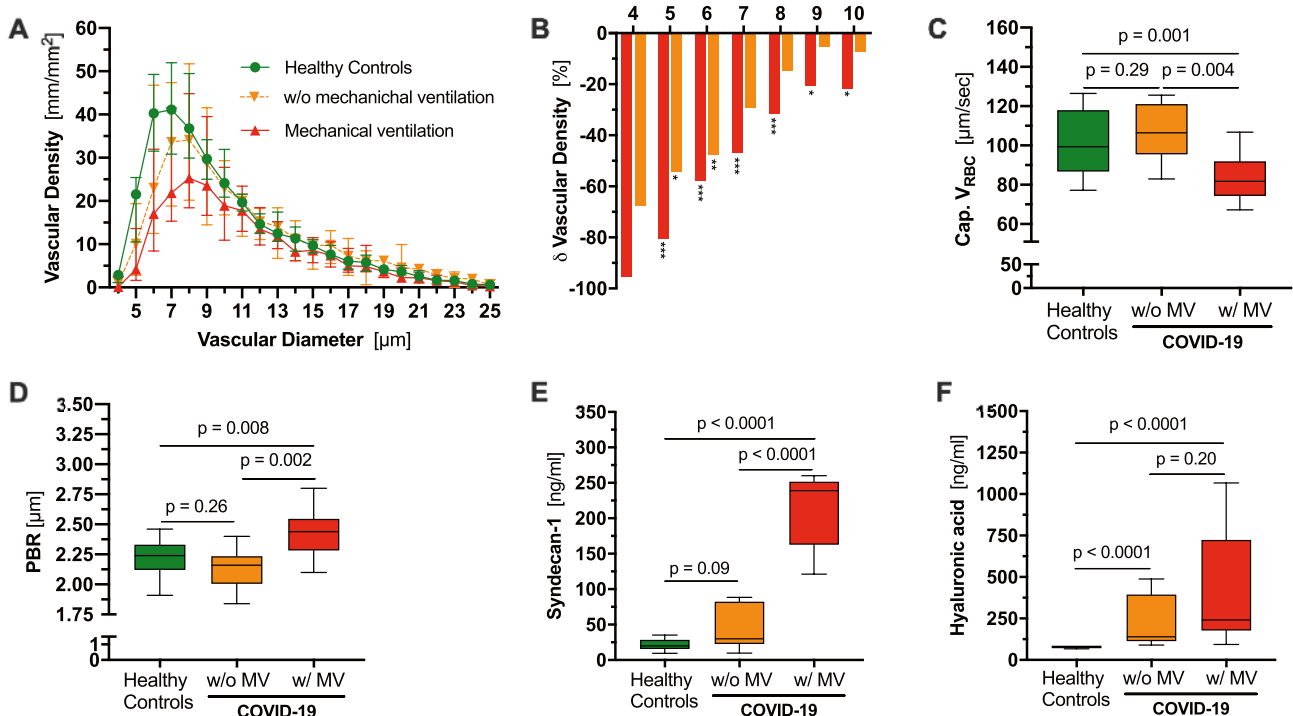 A
Vascular Density [mm/mm²]
60
50
40
30
20
10
0
5 7 9 11 13 15 17 19 21 23 25
Vascular Diameter [µm]
Healthy Controls
w/o mechanichal ventilation
Mechanical ventilation
B
4 5 6 7 8 9 10
δ Vascular Density [%]
0
-20
-40
-60
-80
-100
***
*
***
**
***
***
*
*
C
Cap. VRBC [µm/sec]
160
140
120
100
80
60
50
0
p = 0.001
p = 0.29 p = 0.004
Healthy
Controls
w/o MV w/ MV
COVID-19
D
PBR [µm]
3.50
3.25
3.00
2.75
2.50
2.25
2.00
1.75
1
0
p = 0.008
p = 0.002
p = 0.26
Healthy
Controls
w/o MV w/ MV
COVID-19
E
Syndecan-1 [ng/ml]
350
300
250
200
150
100
50
0
p < 0.0001
p < 0.0001
p = 0.09
Healthy
Controls
w/o MV w/ MV
COVID-19
F
Hyaluronic acid [ng/ml]
1500
1250
1000
750
500
250
0
p < 0.0001
p = 0.20
p < 0.0001
Healthy
Controls
w/o MV w/ MV
COVID-19